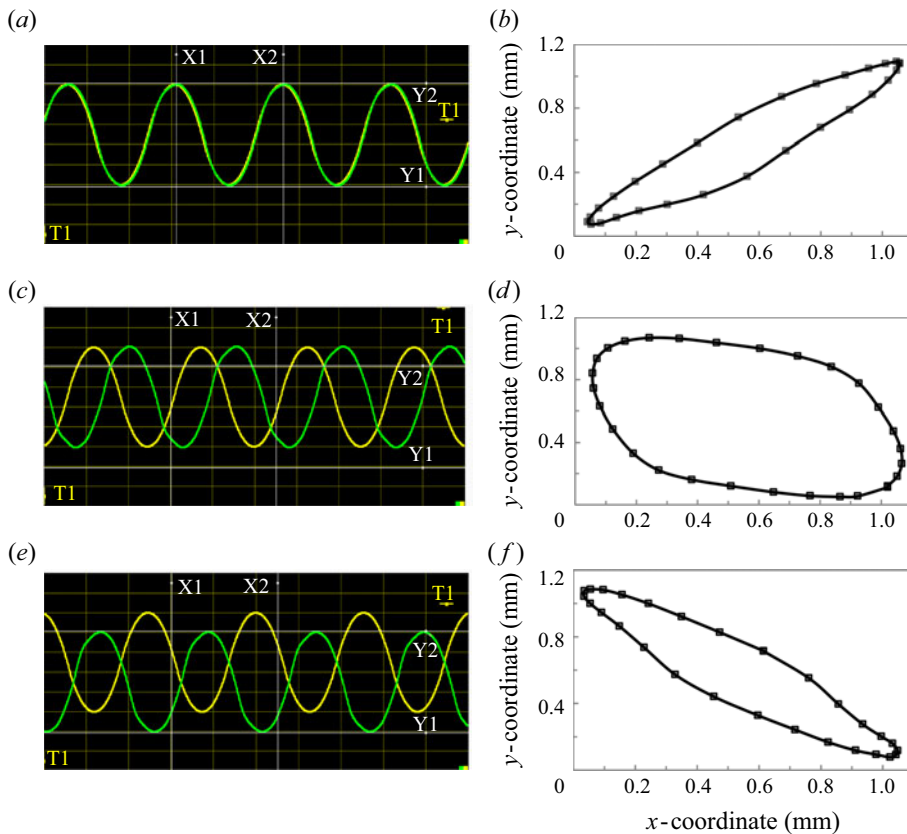 (a)
X1 X2
Y2
T1
Y1
T1
(b)
1.2
0.8
0.4
0 0.2 0.4 0.6 0.8 1.0
y-coordinate (mm)
(c)
X1 X2
T1
Y2
Y1
T1
(d)
1.2
0.8
0.4
0 0.2 0.4 0.6 0.8 1.0
y-coordinate (mm)
(e)
X1 X2
T1
Y2
Y1
T1
(f)
1.2
0.8
0.4
0 0.2 0.4 0.6 0.8 1.0
y-coordinate (mm)
x-coordinate (mm)